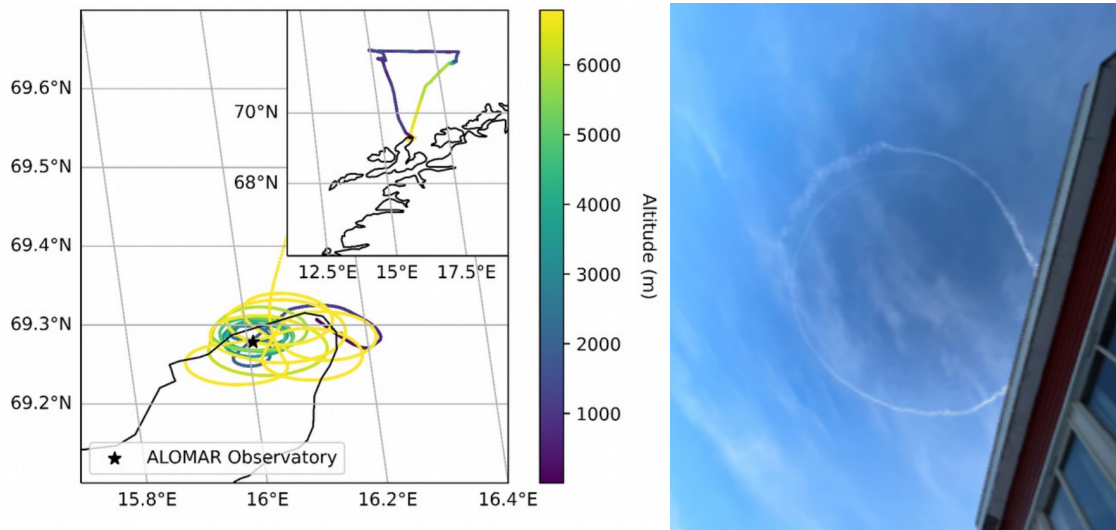 69.6°N
69.5°N
69.4°N
69.3°N
69.2°N
15.8°E
16°E
16.2°E
16.4°E
70°N
68°N
12.5°E
15°E
17.5°E
ALOMAR Observatory
6000
5000
4000
3000
2000
1000
Altitude (m)